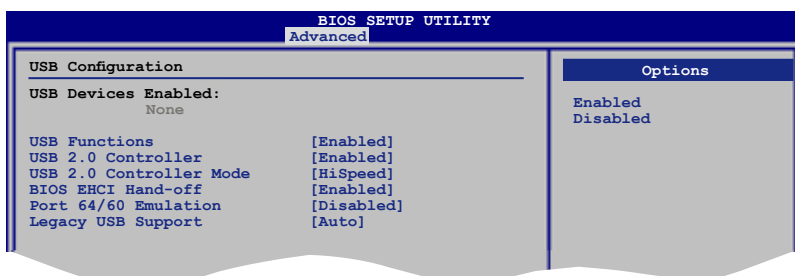 BIOS SETUP UTILITY
Advanced
USB Configuration
Options
USB Devices Enabled:
None
Enabled
Disabled
USB Functions [Enabled]
USB 2.0 Controller [Enabled]
USB 2.0 Controller Mode [HiSpeed]
BIOS EHCI Hand-off [Enabled]
Port 64/60 Emulation [Disabled]
Legacy USB Support [Auto]